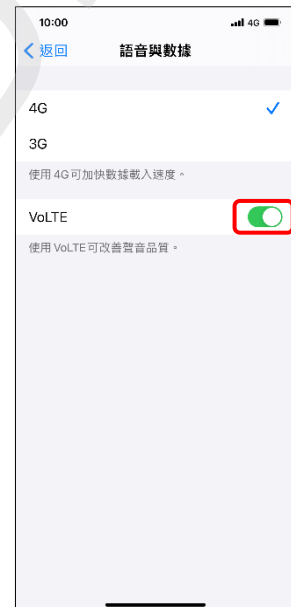 10:00 4G
返回 語音與數據
4G
3G
使用 4G 可加快數據載入速度。
VoLTE
使用 VoLTE 可改善聲音品質。